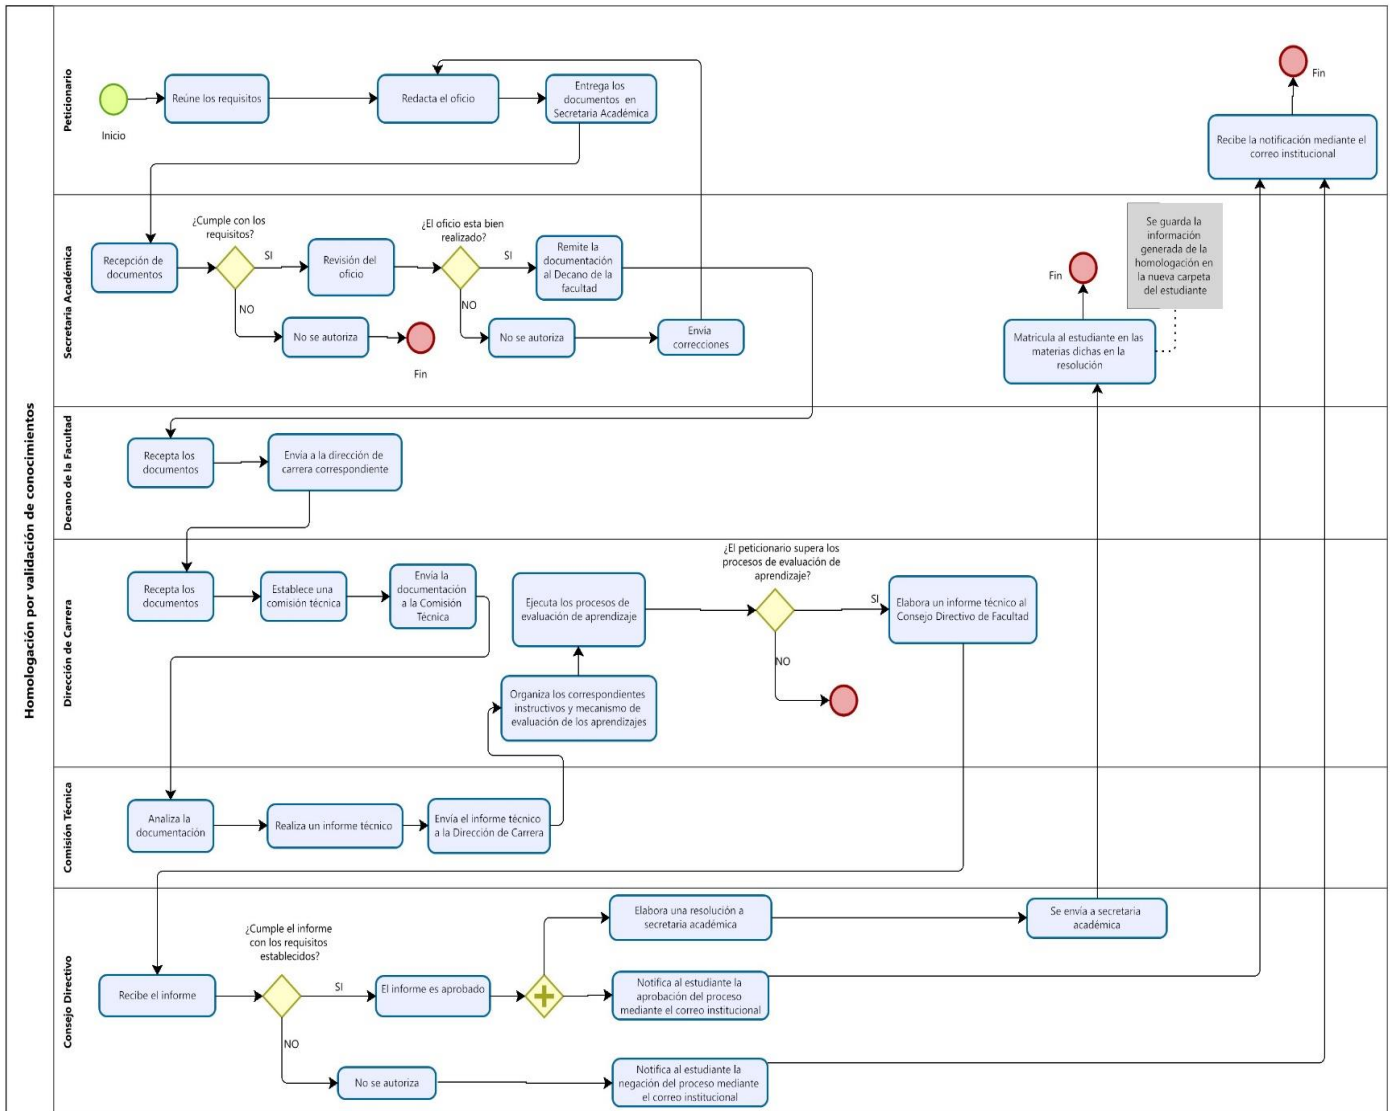 Homologación por validación de conocimientos
Peticionario
Inicio
Reúne los requisitos
Redacta el oficio
Entrega los
documentos en
Secretaria Académica
Recibe la notificación mediante el
correo institucional
Fin
Secretaria Académica
Recepción de
documentos
¿Cumple con los
requisitos?
SI
NO
Revisión del
oficio
No se autoriza
Fin
¿El oficio esta bien
realizado?
SI
NO
Remite la
documentación
al Decano de la
facultad
No se autoriza
Envia
correcciones
Fin
Matricula al estudiante en las
materias dichas en la
resolución
Se guarda la
información
generada de la
homologación en
la nueva carpeta
del estudiante
Decano de la Facultad
Recepta los
documentos
Envia a la dirección de
carrera correspondiente
Dirección de Carrera
Recepta los
documentos
Establece una
comisión técnica
Envía la
documentación
a la Comisión
Técnica
Ejecuta los procesos de
evaluación de aprendizaje
Organiza los correspondientes
instructivos y mecanismo de
evaluación de los aprendizajes
¿El peticionario supera los
procesos de evaluación de
aprendizaje?
SI
NO
Elabora un informe técnico al
Consejo Directivo de Facultad
Comisión Técnica
Analiza la
documentación
Realiza un informe técnico
Envía el informe técnico
a la Dirección de Carrera
Consejo Directivo
Recibe el informe
¿Cumple el informe
con los requisitos
establecidos?
SI
NO
El informe es aprobado
Elabora una resolución a
secretaria académica
Se envía a secretaria
académica
Notifica al estudiante la
aprobación del proceso
mediante el correo institucional
No se autoriza
Notifica al estudiante la
negación del proceso mediante
el correo institucional